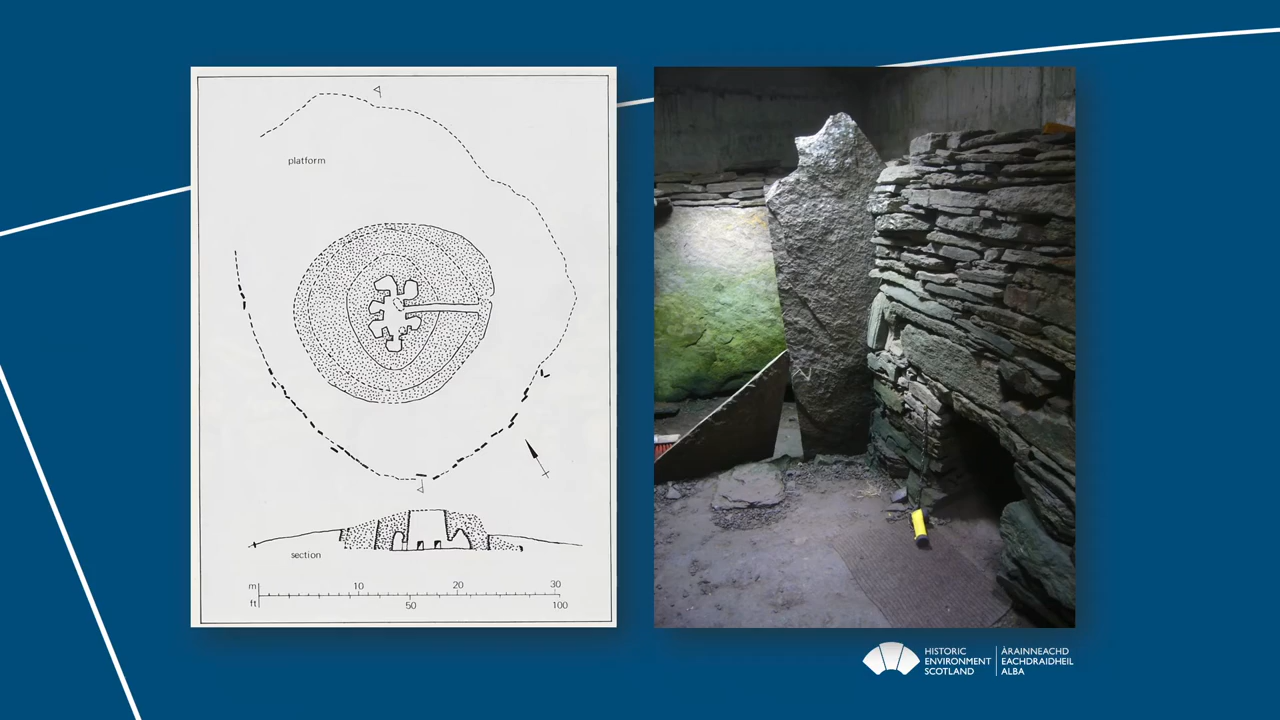 platform
section
m 10 20 30
ft 50 100
HISTORIC
ENVIRONMENT
SCOTLAND
ÀRAINNEACHD
EACHDRAIDHEIL
ALBA